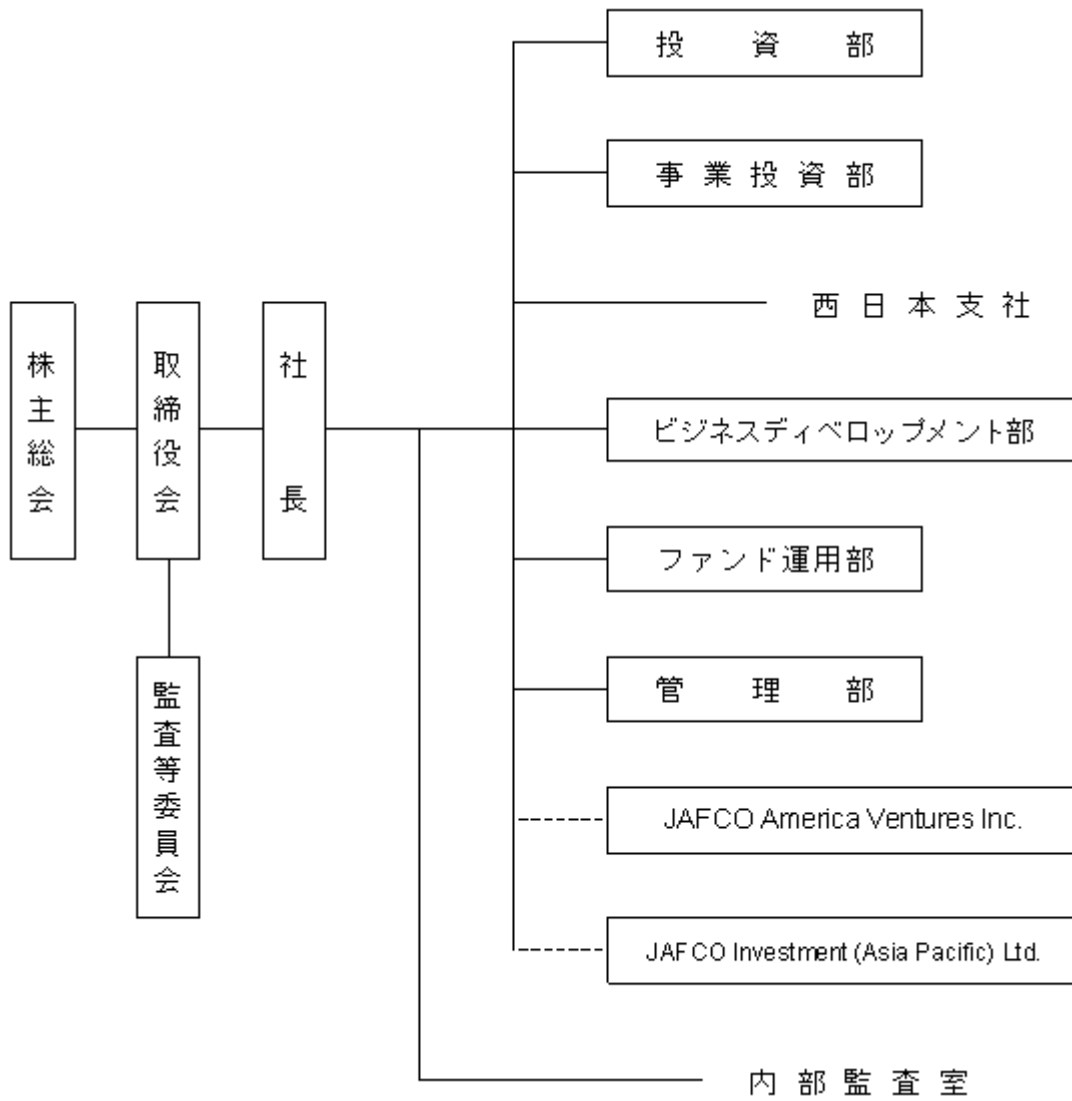 株主総会
取締役会
監査等委員会
社長
投資部
事業投資部
西日本支社
ビジネスディベロップメント部
ファンド運用部
管理部
JAFCO America Ventures Inc.
JAFCO Investment (Asia Pacific) Ltd.
内部監査室